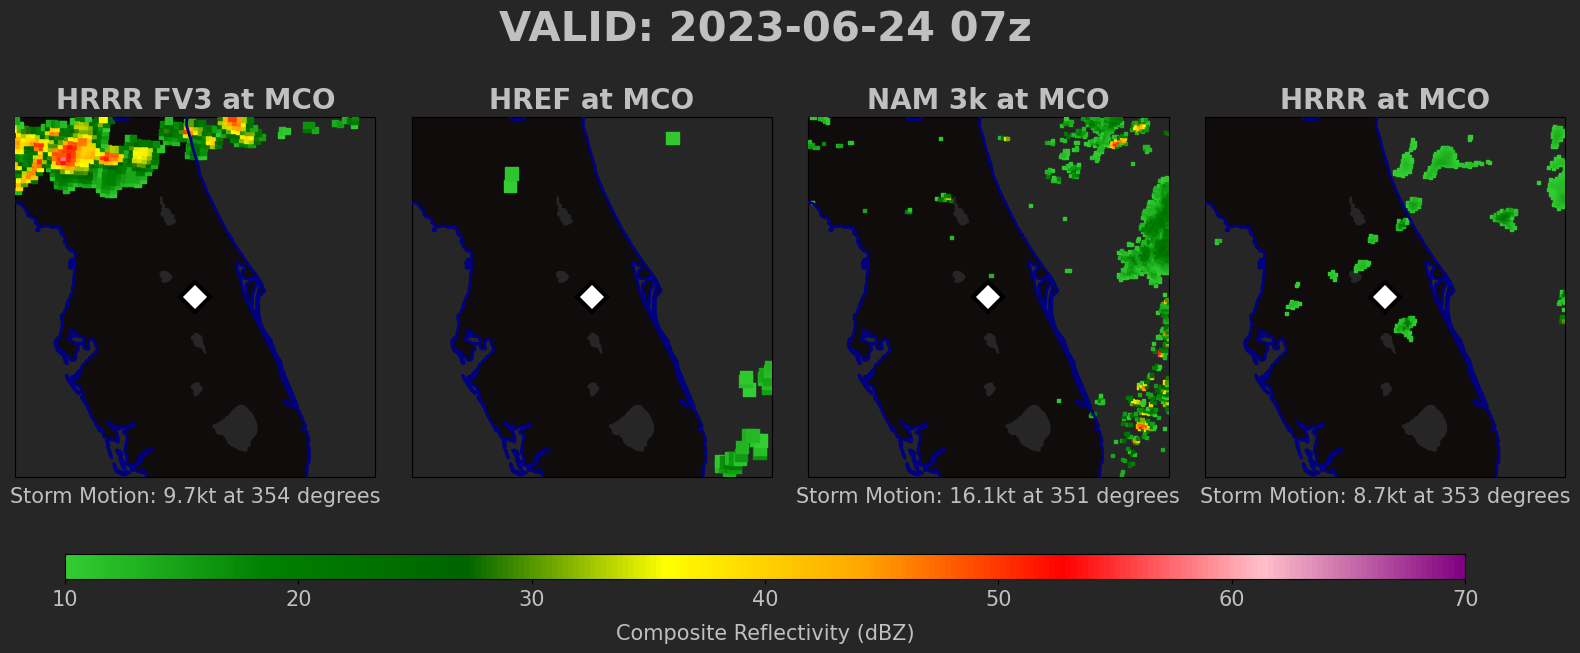 VALID: 2023-06-24 07z
HRRR FV3 at MCO
HREF at MCO
NAM 3k at MCO
HRRR at MCO
Storm Motion: 9.7kt at 354 degrees
Storm Motion: 16.1kt at 351 degrees
Storm Motion: 8.7kt at 353 degrees
10 20 30 40 50 60 70
Composite Reflectivity (dBZ)